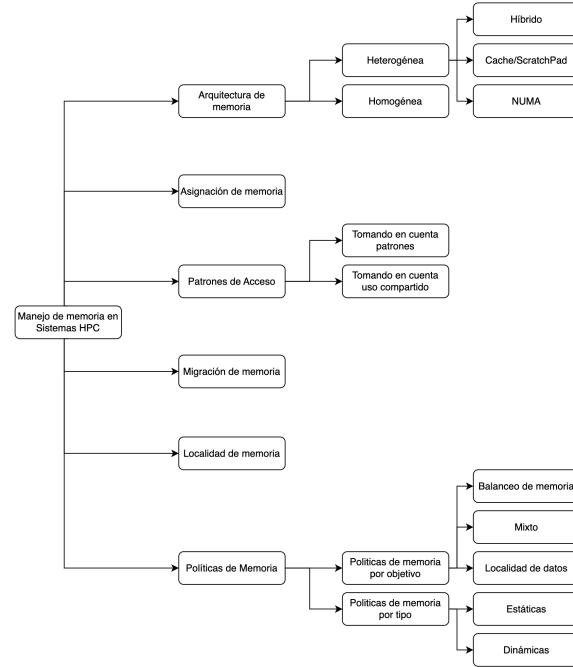 Híbrido
Heterogénea
Cache/ScratchPad
Arquitectura de
memoria
Homogénea
NUMA
Asignación de memoria
Tomando en cuenta
patrones
Patrones de Acceso
Tomando en cuenta
uso compartido
Manejo de memoria en
Sistemas HPC
Migración de memoria
Localidad de memoria
Balanceo de memoria
Mixto
Políticas de Memoria
Politicas de memoria
por objetivo
Localidad de datos
Politicas de memoria
por tipo
Estáticas
Dinámicas